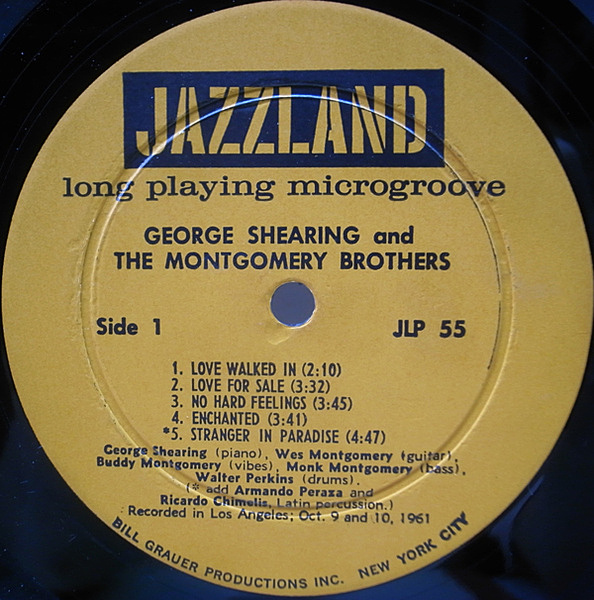 JAZZLAND
long playing microgroove
GEORGE SHEARING and
THE MONTGOMERY BROTHERS
Side 1
JLP 55
1. LOVE WALKED IN (2:10)
2. LOVE FOR SALE (3:32)
3. NO HARD FEELINGS (3:45)
4. ENCHANTED (3:41)
*5. STRANGER IN PARADISE (4:47)
George Shearing (piano), Wes Montgomery (guitar),
Buddy Montgomery (vibes), Monk Montgomery (bass),
Walter Perkins (drums).
(* add Armando Peraza and
Ricardo Chimelis, Latin percussion.)
Recorded in Los Angeles; Oct. 9 and 10, 1961
BILL GRAUER PRODUCTIONS INC. NEW YORK CITY